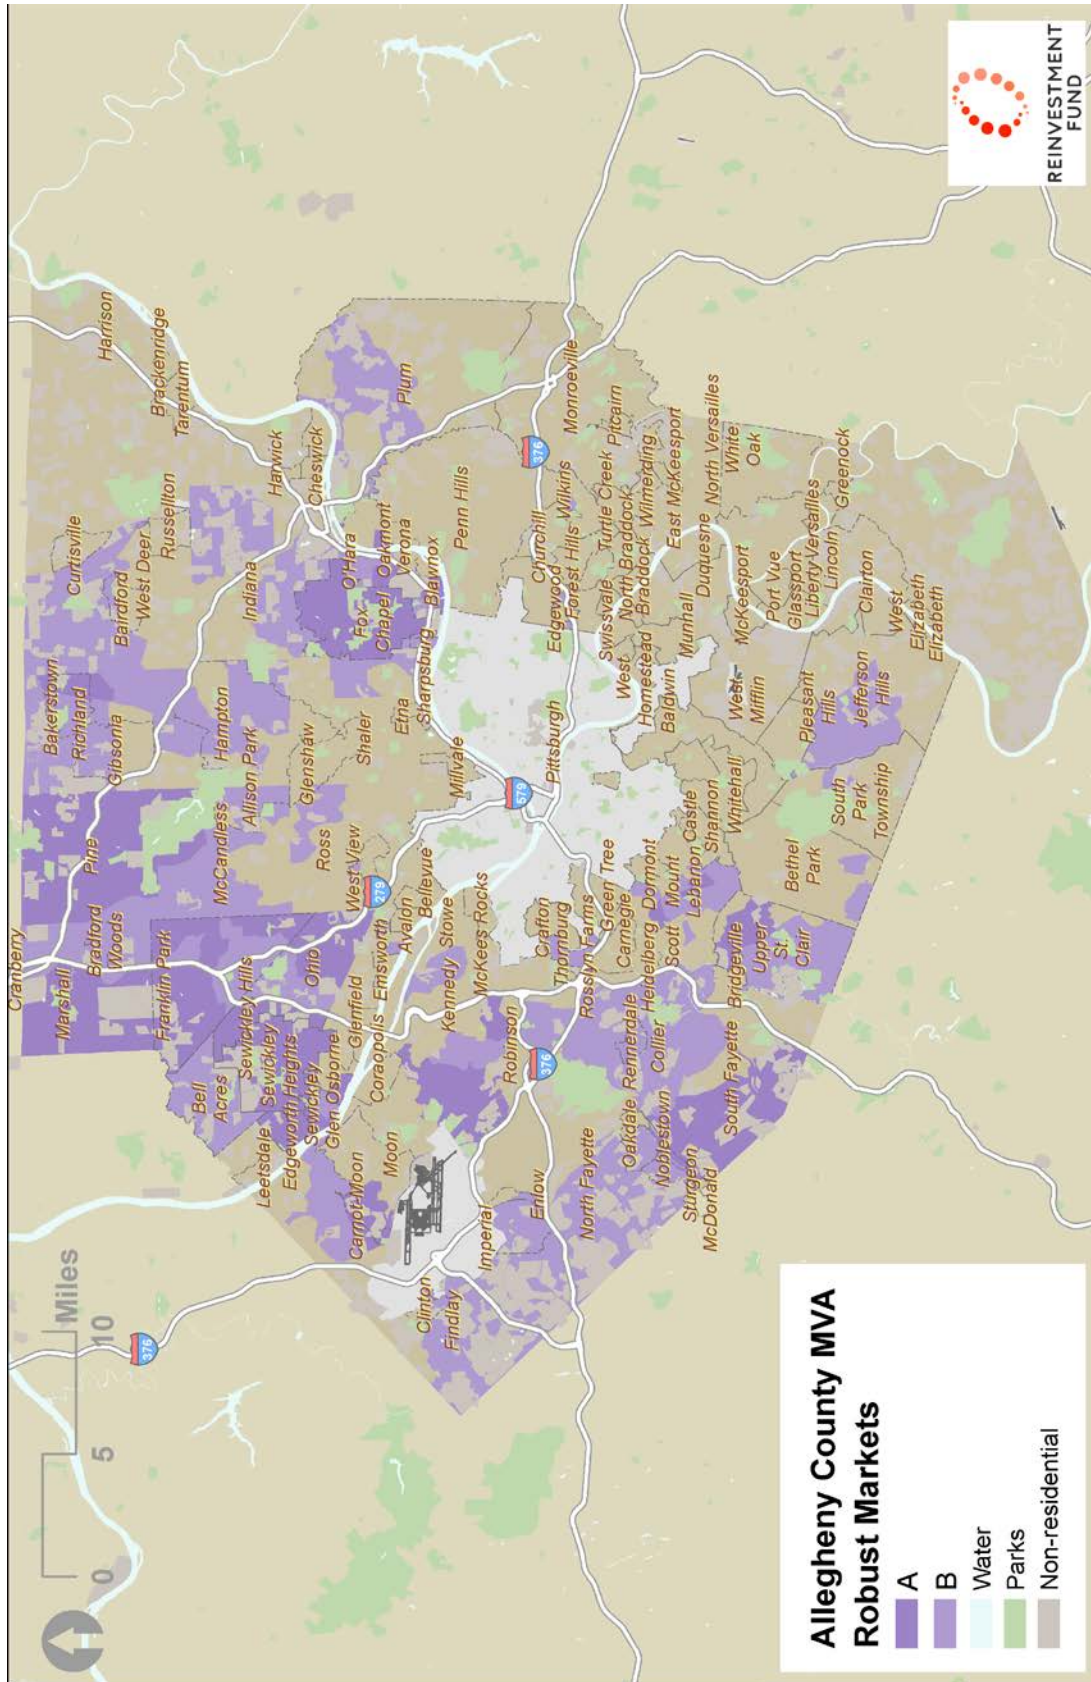 Cranberry
Marshall
Bradford
Woods
Pine
Gibsonia
Richland
Bakerstown
Curtisville
Bairdford
West Deer
Russellton
Harrison
Brackenridge
Tarentum
Franklin Park
Bell
Acres
Sewickley Hills
Sewickley
Edgeworth
Heights
Sewickley
Leetsdale
Glen Osborne
Ohio
McCandless
Allison Park
Hampton
Indiana
Harwick
Cheswick
Glenshaw
Ross
West View
Shaler
Fox
Chapel
O'Hara
Oakmont
Verona
Blawnox
Plum
Carnot-Moon
Moon
Glenfield
Coraopolis
Emsworth
Avalon
Bellevue
Millvale
Etna
Sharpsburg
Clinton
Findlay
Imperial
Kennedy
Stowe
McKees Rocks
Penn Hills
Robinson
Enlow
Crafton
Thornburg
Rosslyn Farms
Green Tree
Carnegie
Pittsburgh
Churchill
Edgewood
Forest Hills
Wilkins
Monroeville
North Fayette
Oakdale
Rennerdale
Heidelberg
Collier
Noblestown
Sturgeon
McDonald
South Fayette
Scott
Dormont
Mount
Lebanon
Castle
Shannon
Whitehall
Bridgeville
Upper
St.
Clair
Bethel
Park
South
Park
Township
Swissvale
Turtle Creek
Pitcairn
North Braddock
Braddock
Wilmerding
East McKeesport
West
Homestead
Munhall
Baldwin
West
Mifflin
Duquesne
North Versailles
White
Oak
McKeesport
Port Vue
Glassport
Liberty
Versailles
Lincoln
Greenock
Pleasant
Hills
Jefferson
Hills
Clairton
West
Elizabeth
Elizabeth
376
279
579
376
376
0
5
10
Miles
Allegheny County MVA
Robust Markets
A
B
Water
Parks
Non-residential
REINVESTMENT
FUND